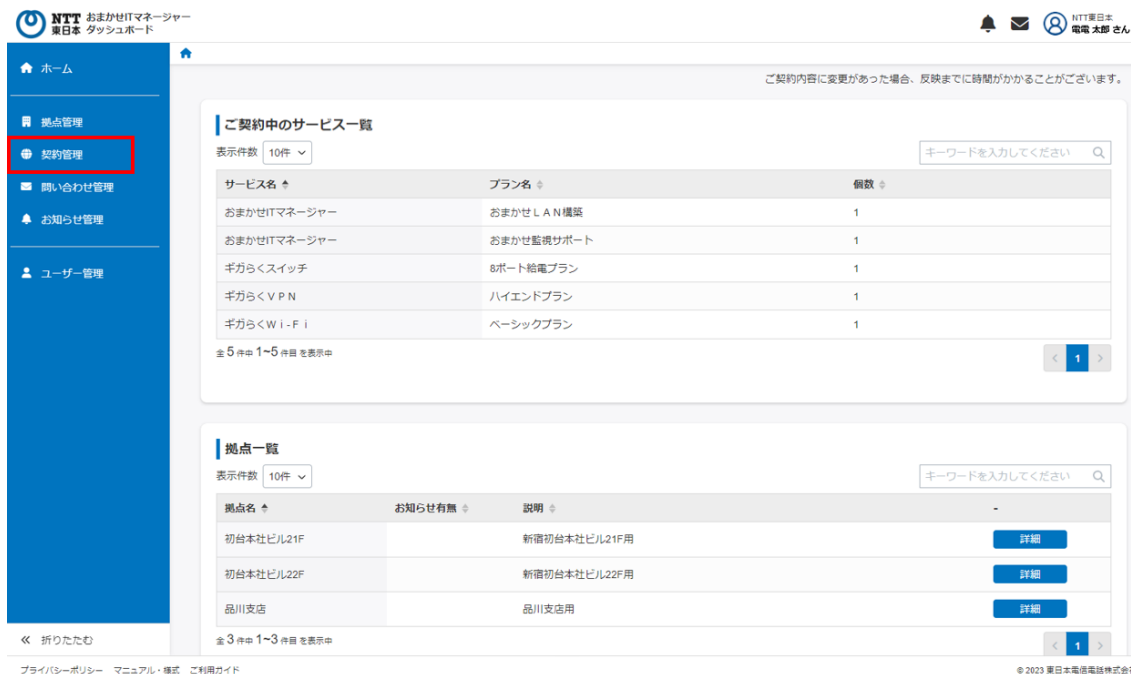 NTT 東日本 おまかせITマネージャー ダッシュボード
NTT東日本
電電 太郎 さん
ホーム
拠点管理
契約管理
問い合わせ管理
お知らせ管理
ユーザー管理
折りたたむ
ご契約内容に変更があった場合、反映までに時間がかかることがございます。
ご契約中のサービス一覧
表示件数 10件 キーワードを入力してください
サービス名 プラン名 個数
おまかせITマネージャー おまかせLAN構築 1
おまかせITマネージャー おまかせ監視サポート 1
ギガらくスイッチ 8ポート給電プラン 1
ギガらくVPN ハイエンドプラン 1
ギガらくWi-Fi ベーシックプラン 1
全 5 件中 1~5 件目 を表示中 < 1 >
拠点一覧
表示件数 10件 キーワードを入力してください
拠点名 お知らせ有無 説明 -
初台本社ビル21F 新宿初台本社ビル21F用 詳細
初台本社ビル22F 新宿初台本社ビル22F用 詳細
品川支店 品川支店用 詳細
全 3 件中 1~3 件目 を表示中 < 1 >
プライバシーポリシー マニュアル・様式 ご利用ガイド
© 2023 東日本電信電話株式会